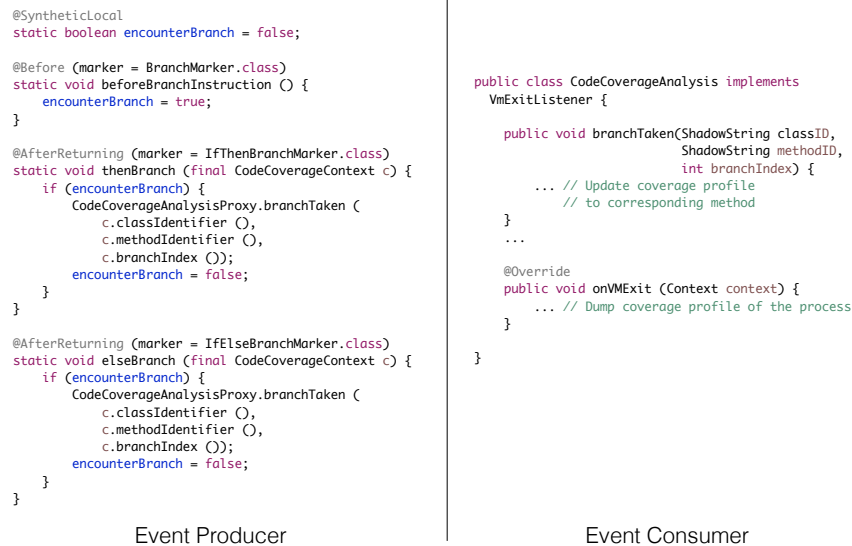 @SyntheticLocal
static boolean encounterBranch = false;

@Before (marker = BranchMarker.class)
static void beforeBranchInstruction () {
    encounterBranch = true;
}

@AfterReturning (marker = IfThenBranchMarker.class)
static void thenBranch (final CodeCoverageContext c) {
    if (encounterBranch) {
        CodeCoverageAnalysisProxy.branchTaken (
            c.classIdentifier (),
            c.methodIdentifier (),
            c.branchIndex ());
        encounterBranch = false;
    }
}

@AfterReturning (marker = IfElseBranchMarker.class)
static void elseBranch (final CodeCoverageContext c) {
    if (encounterBranch) {
        CodeCoverageAnalysisProxy.branchTaken (
            c.classIdentifier (),
            c.methodIdentifier (),
            c.branchIndex ());
        encounterBranch = false;
    }
}

Event Producer

public class CodeCoverageAnalysis implements
  VmExitListener {

    public void branchTaken(ShadowString classID,
                            ShadowString methodID,
                            int branchIndex) {
        ... // Update coverage profile
            // to corresponding method
    }
    ...

    @Override
    public void onVMExit (Context context) {
        ... // Dump coverage profile of the process
    }

}

Event Consumer